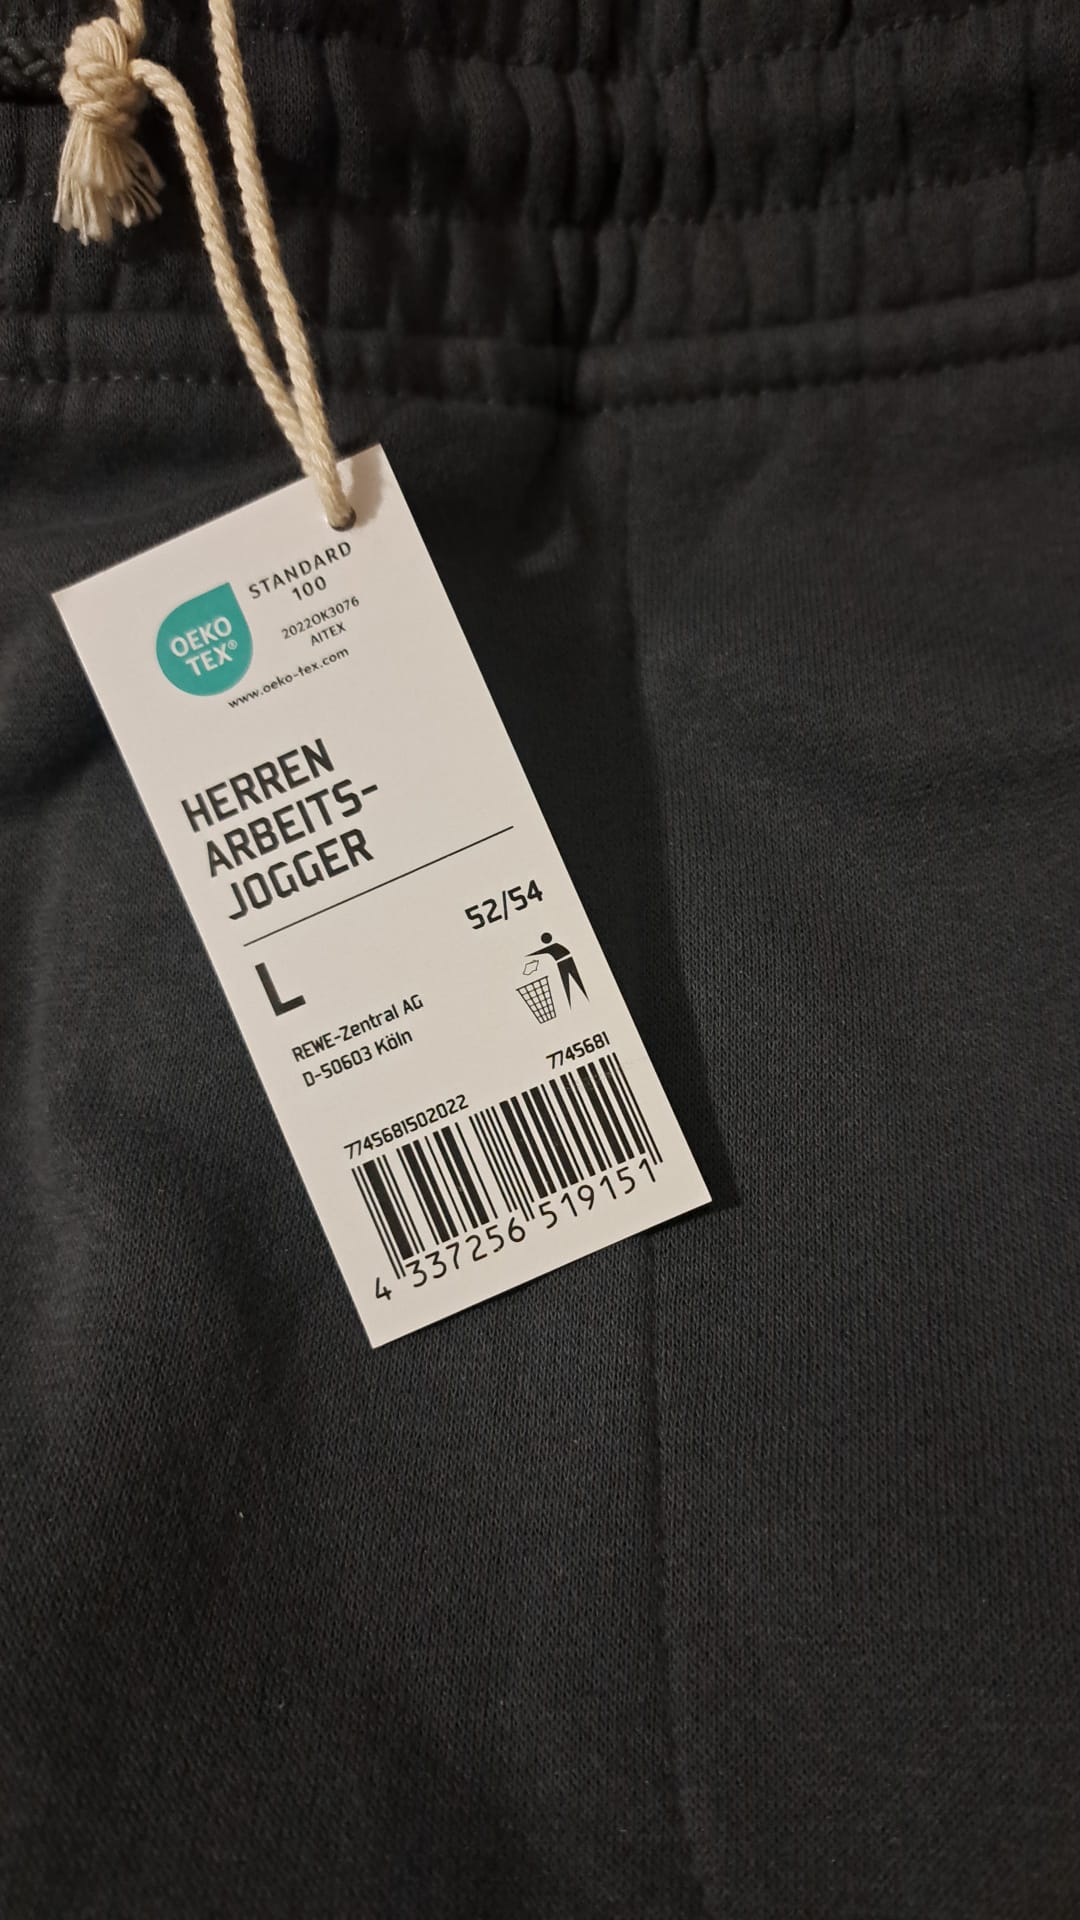 STANDARD
100
OEKO
TEX®
2022OK3076
AITEX
www.oeko-tex.com
HERREN
ARBEITS-
JOGGER
52/54
L
REWE-Zentral AG
D-50603 Köln
7745681
7745681502022
4 337256 519151